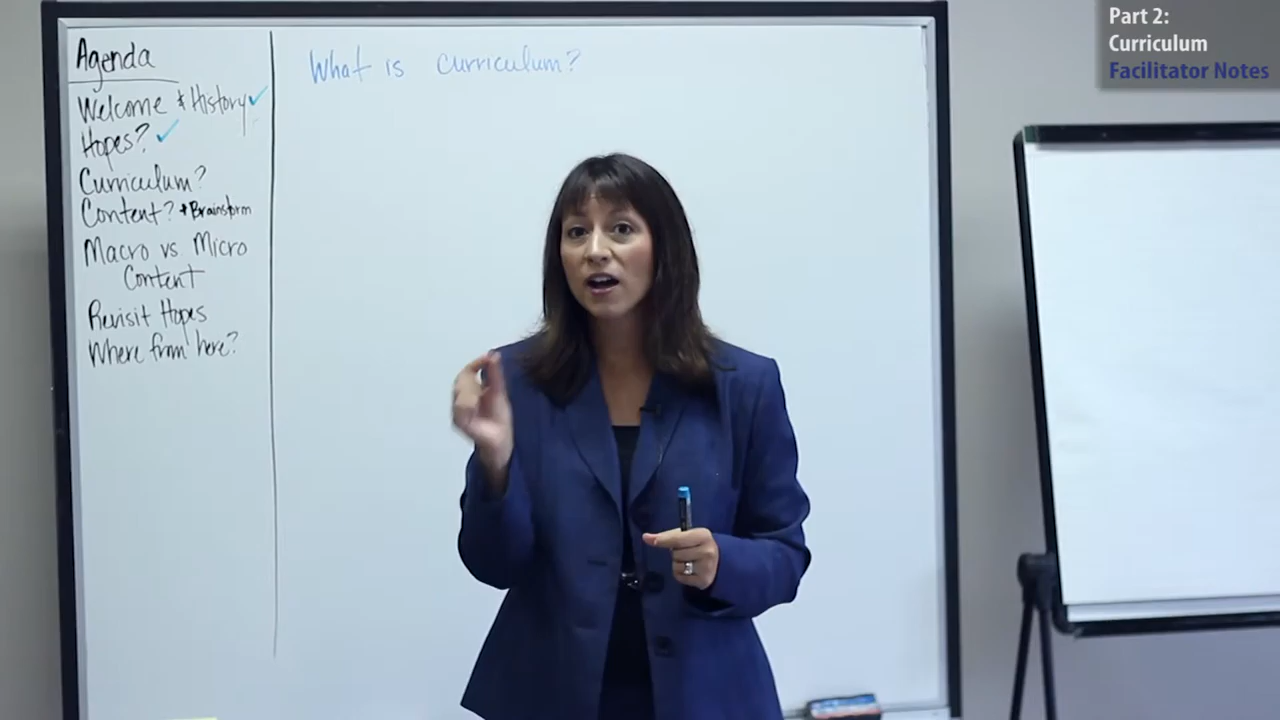 Agenda
Welcome & History ✓
Hopes? ✓
Curriculum?
Content? & Brainstorm
Macro vs Micro
Content
Revisit Hopes
Where from here?
What is curriculum?
Part 2:
Curriculum
Facilitator Notes